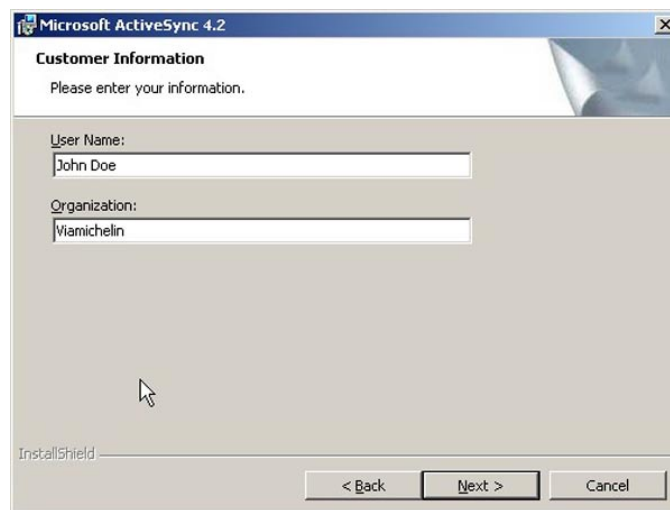 Microsoft ActiveSync 4.2
Customer Information
Please enter your information.
User Name:
John Doe
Organization:
Viamichelin
InstallShield
< Back
Next >
Cancel